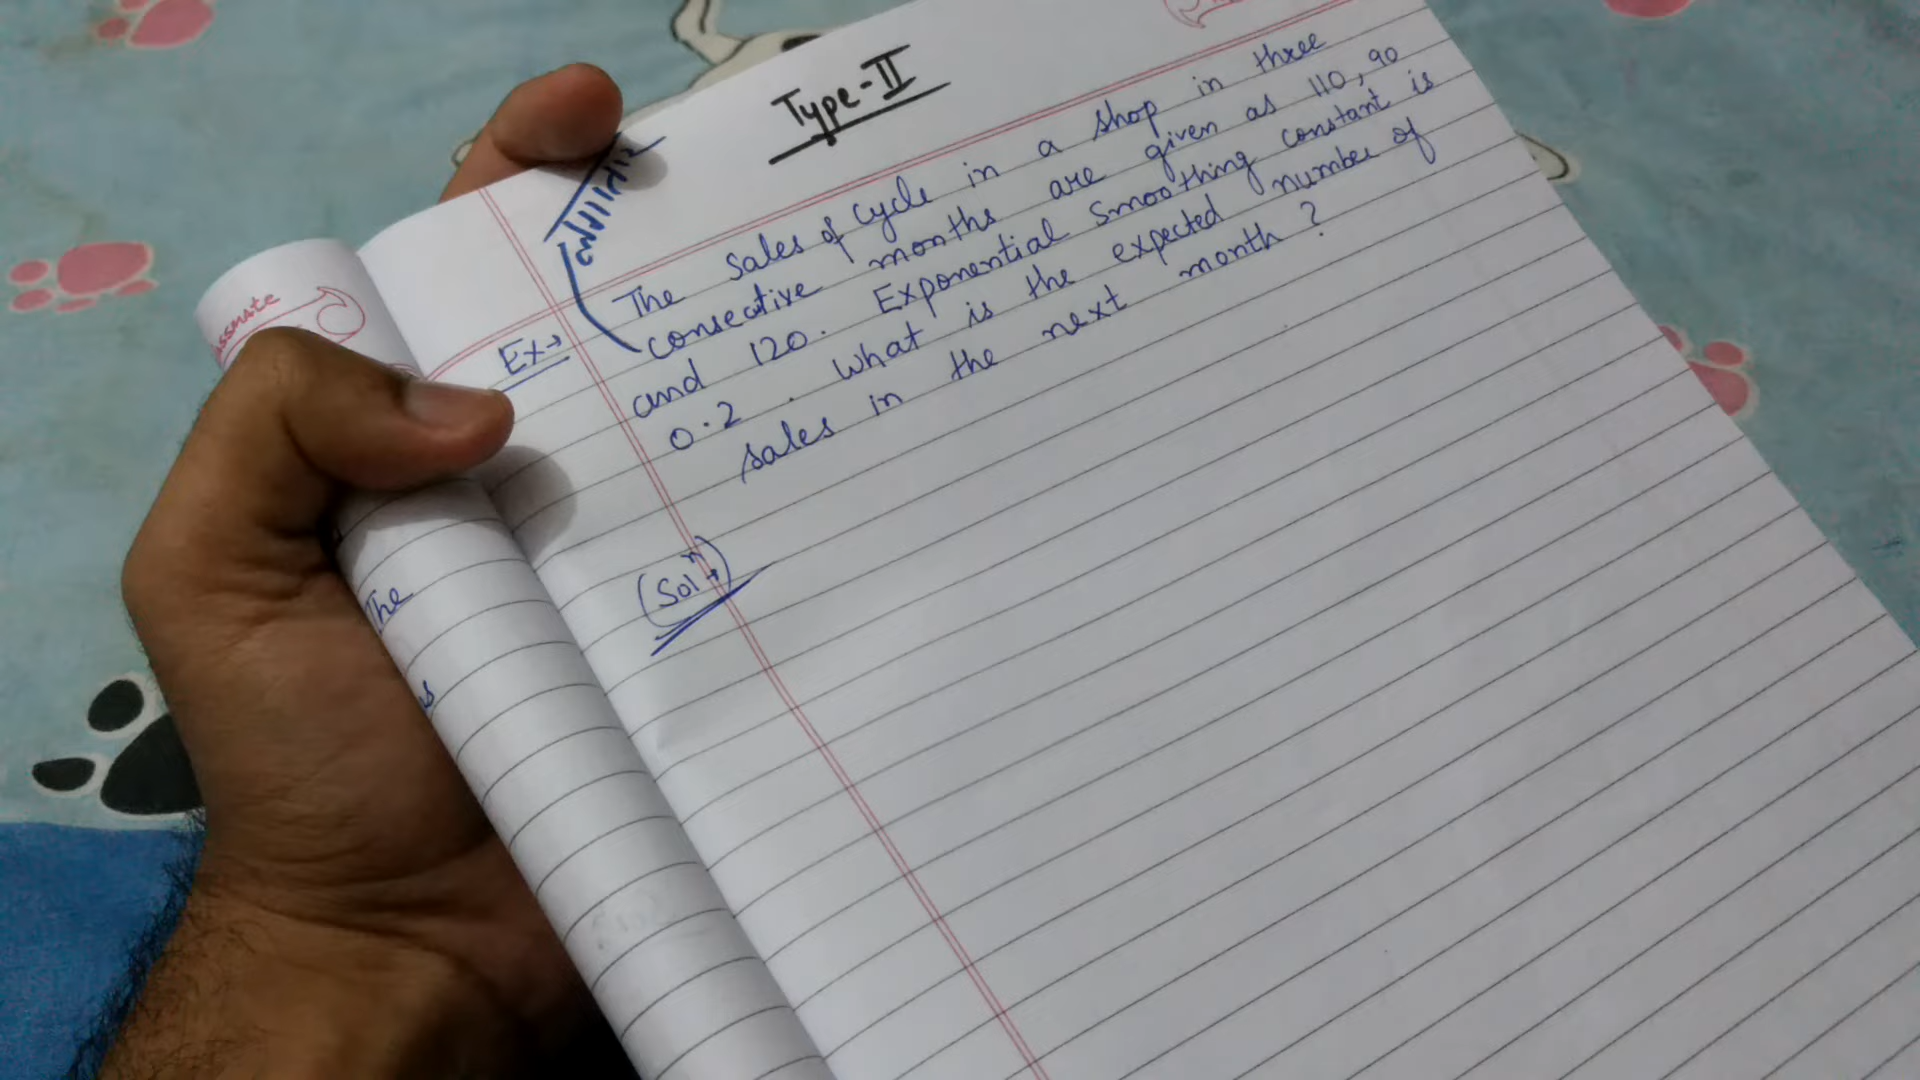 Type-II
Ex→ The sales of cycle in a shop in three
consecutive months are given as 110, 90
and 120. Exponential smoothing constant is
0.2. What is the expected number of
sales in the next month?
(Solⁿ→)
assmate
The
s